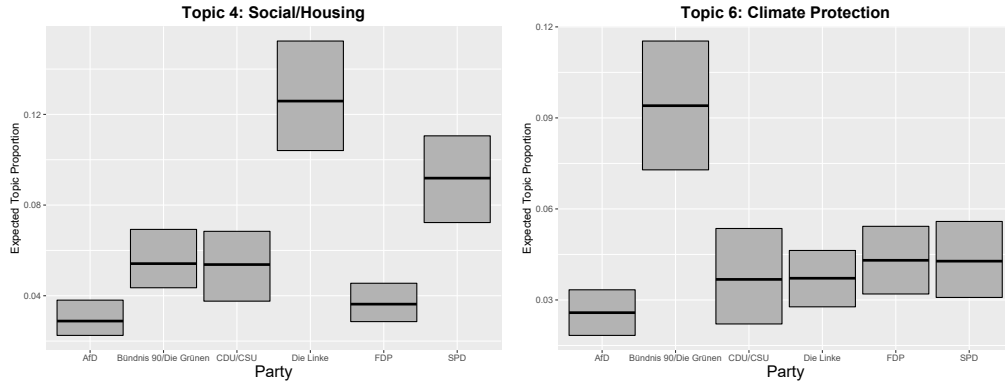 Topic 4: Social/Housing
Expected Topic Proportion
0.12
0.08
0.04
AfD Bündnis 90/Die Grünen CDU/CSU Die Linke FDP SPD
Party
Topic 6: Climate Protection
Expected Topic Proportion
0.12
0.09
0.06
0.03
AfD Bündnis 90/Die Grünen CDU/CSU Die Linke FDP SPD
Party